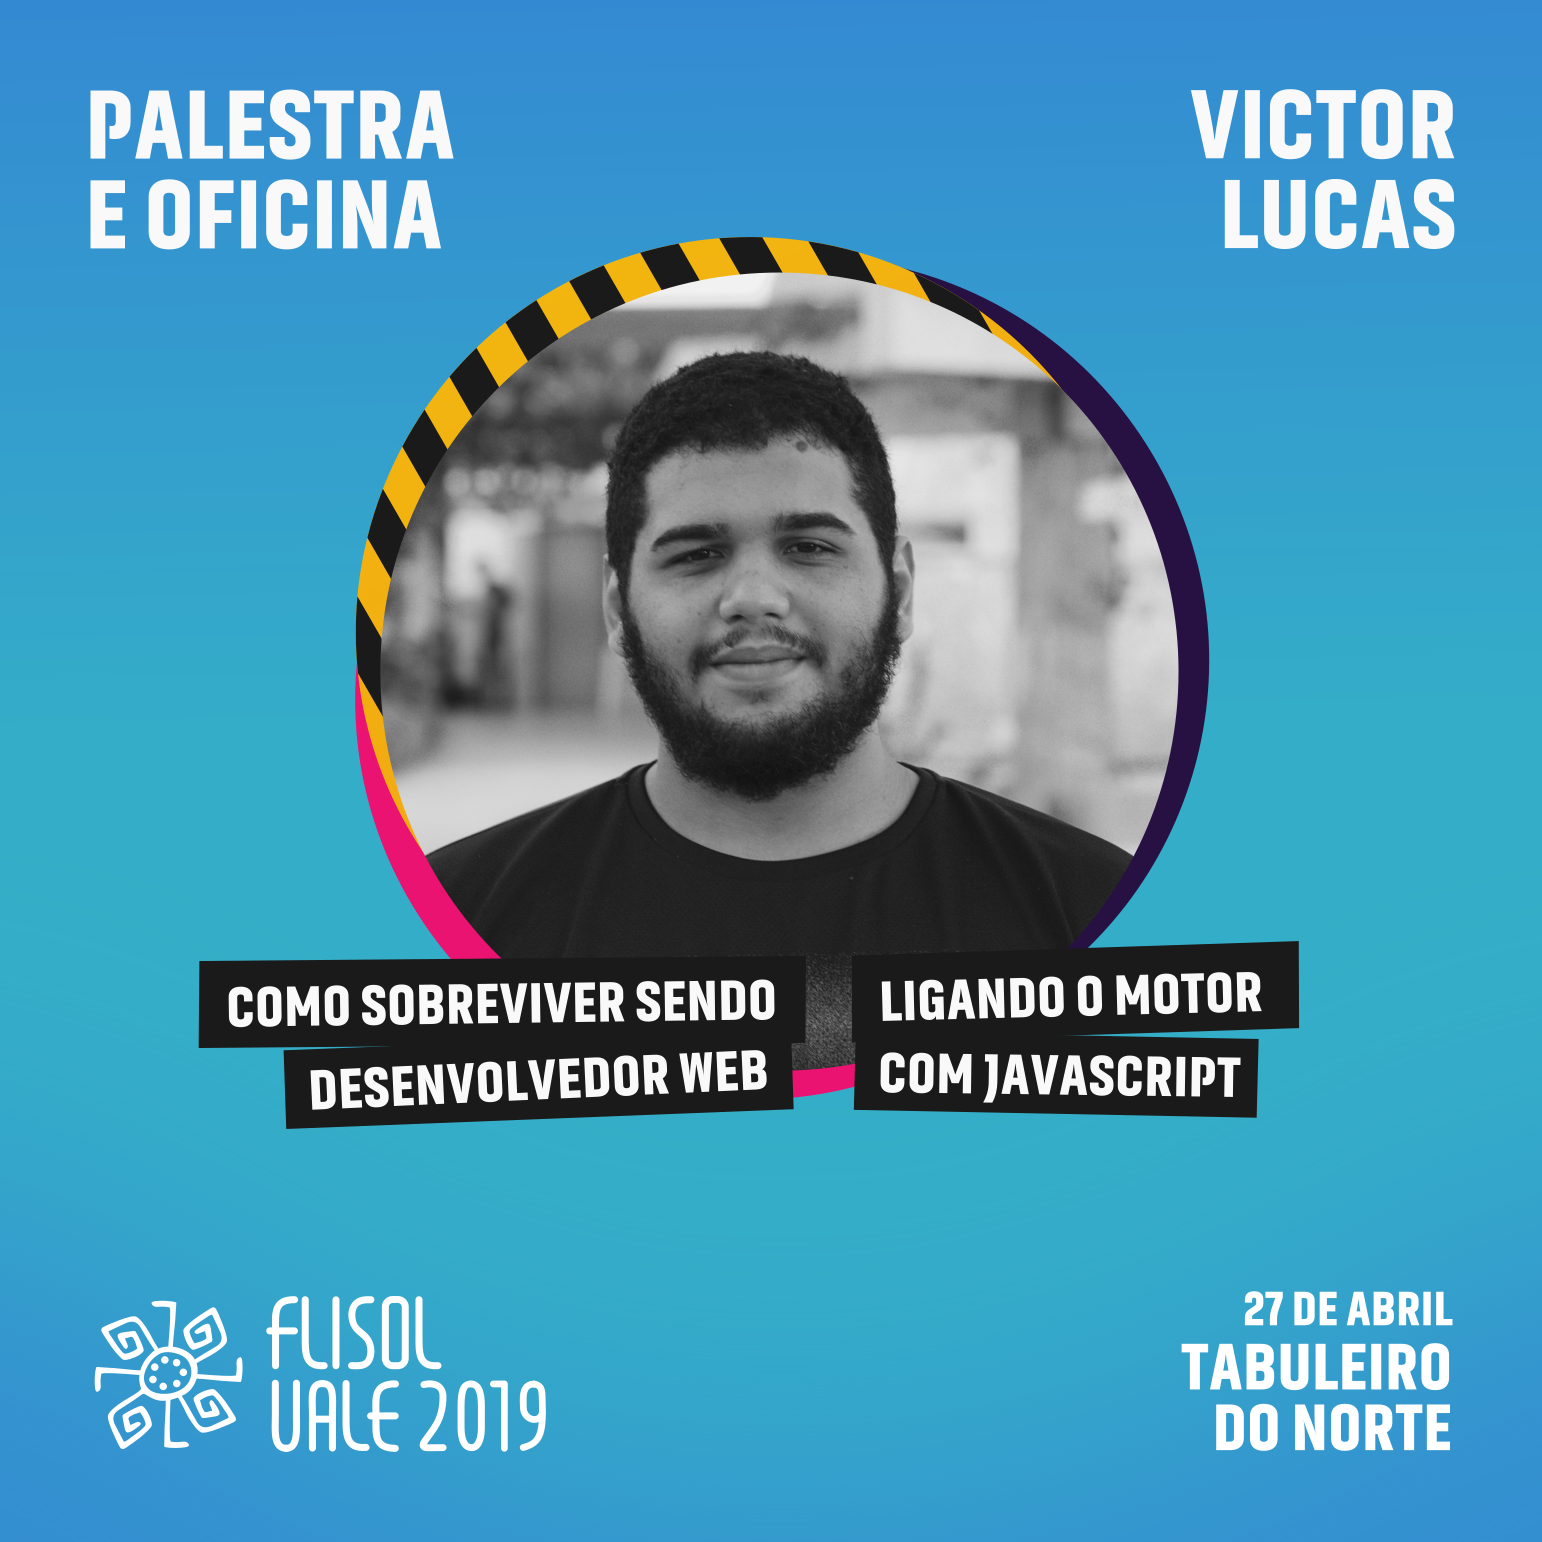 PALESTRA
E OFICINA
VICTOR
LUCAS
COMO SOBREVIVER SENDO
DESENVOLVEDOR WEB
LIGANDO O MOTOR
COM JAVASCRIPT
FLISOL
VALE 2019
27 DE ABRIL
TABULEIRO
DO NORTE